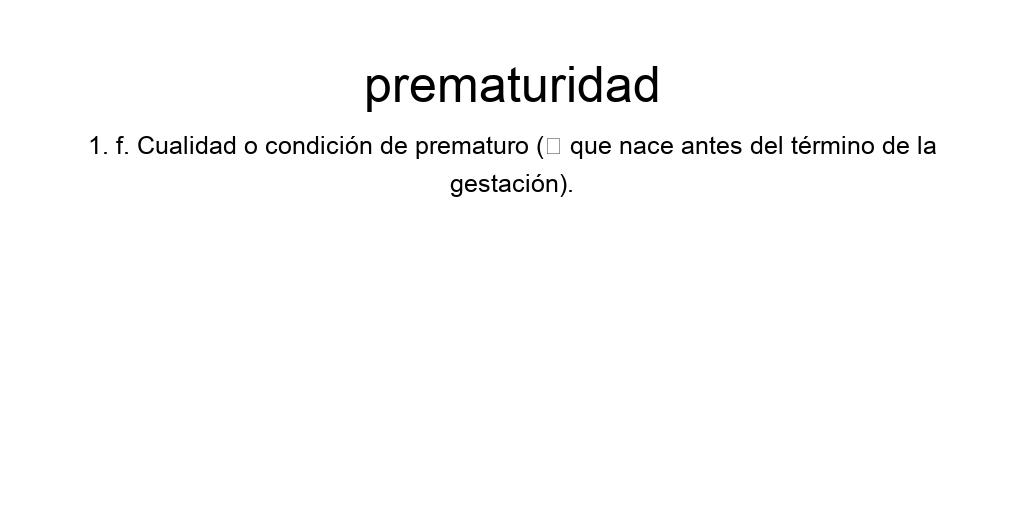 prematuridad
1. f. Cualidad o condición de prematuro (□ que nace antes del término de la
gestación).